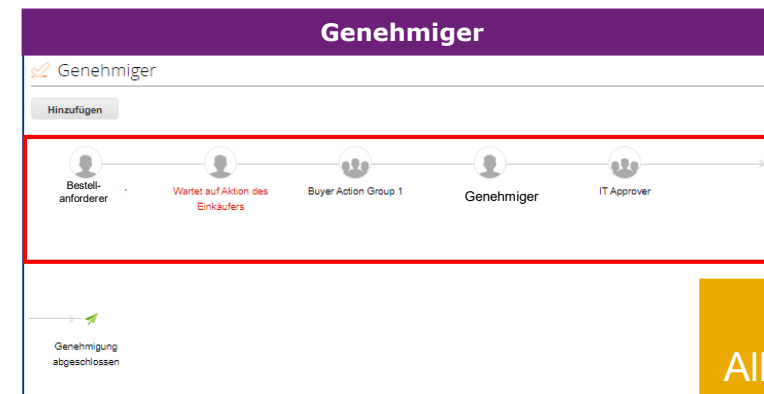 Genehmiger
Genehmiger
Hinzufügen
Bestell-
anforderer
Wartet auf Aktion des
Einkäufers
Buyer Action Group 1
Genehmiger
IT Approver
Genehmigung
abgeschlossen